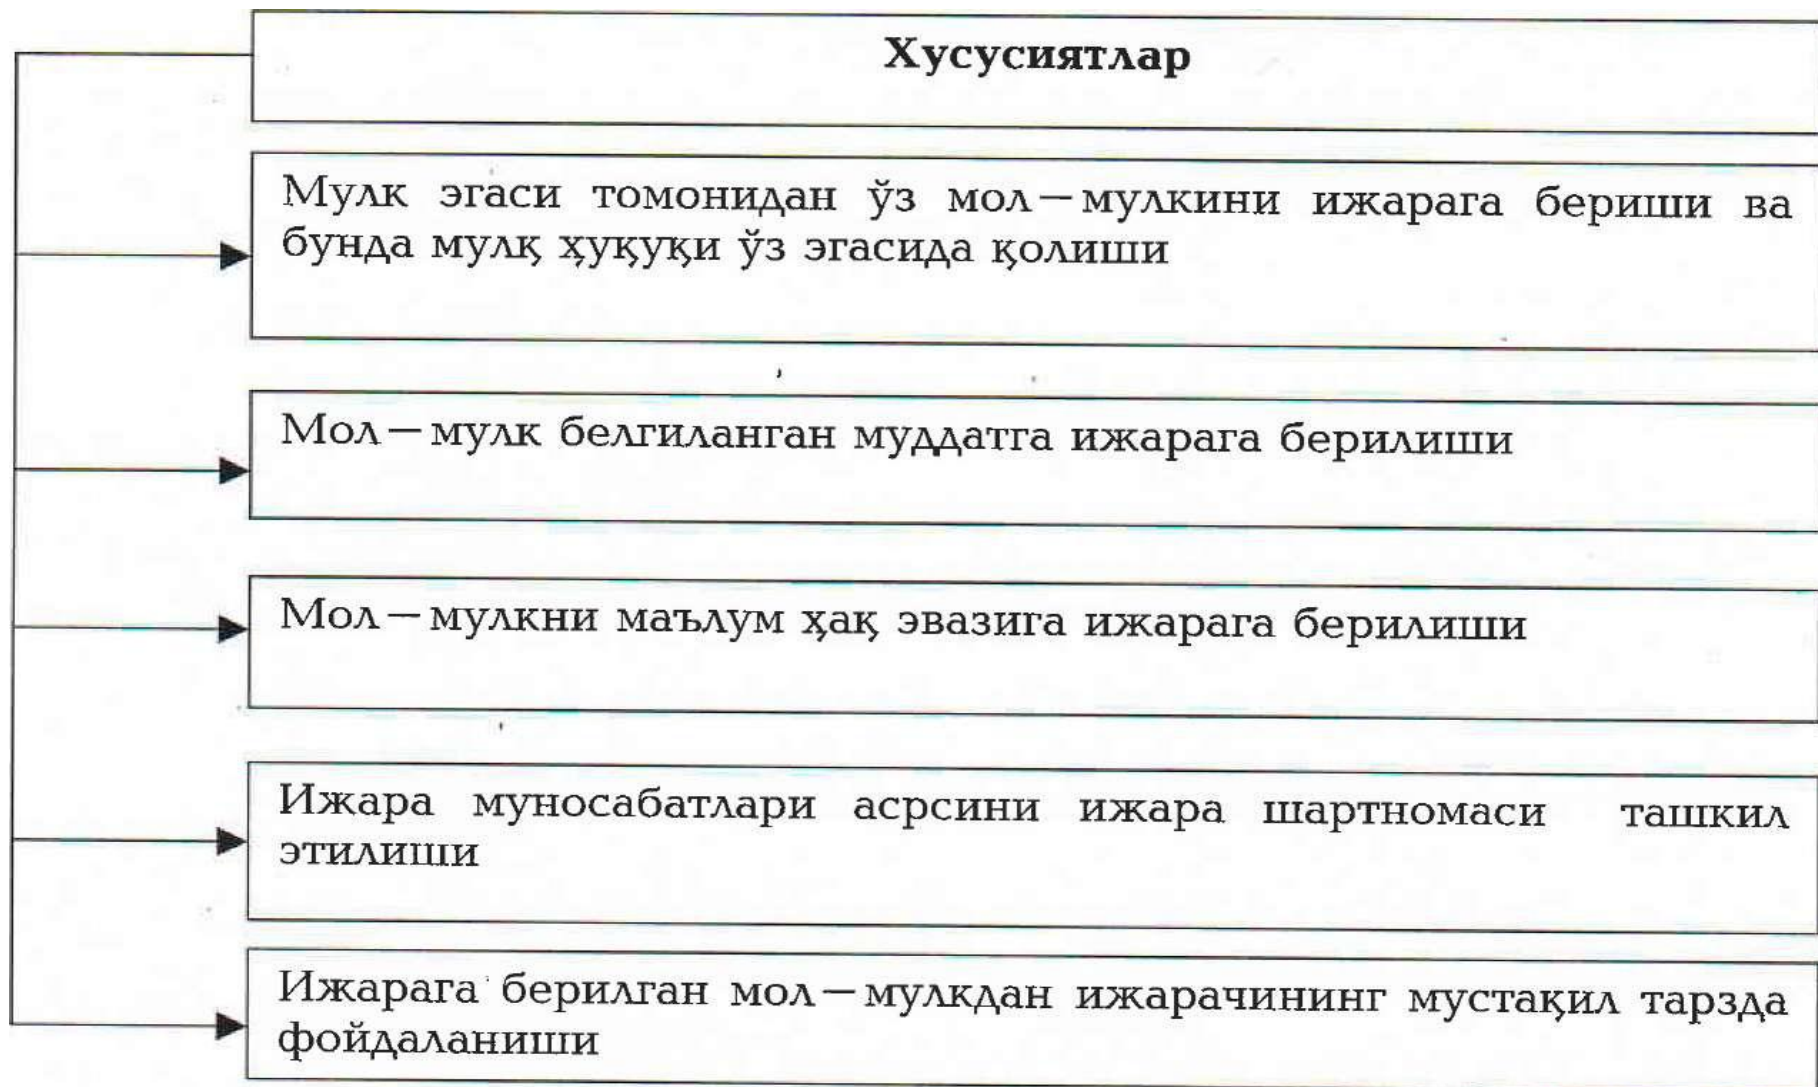 Хусусиятлар
Мулк эгаси томонидан ўз мол—мулкини ижарага бериши ва
бунда мулқ ҳуқуқи ўз эгасида қолиши
Мол—мулк белгиланган муддатга ижарага берилиши
Мол—мулкни маълум ҳақ эвазига ижарага берилиши
Ижара муносабатлари асрсини ижара шартномаси ташкил
этилиши
Ижарага берилган мол—мулкдан ижарачининг мустақил тарзда
фойдаланиши